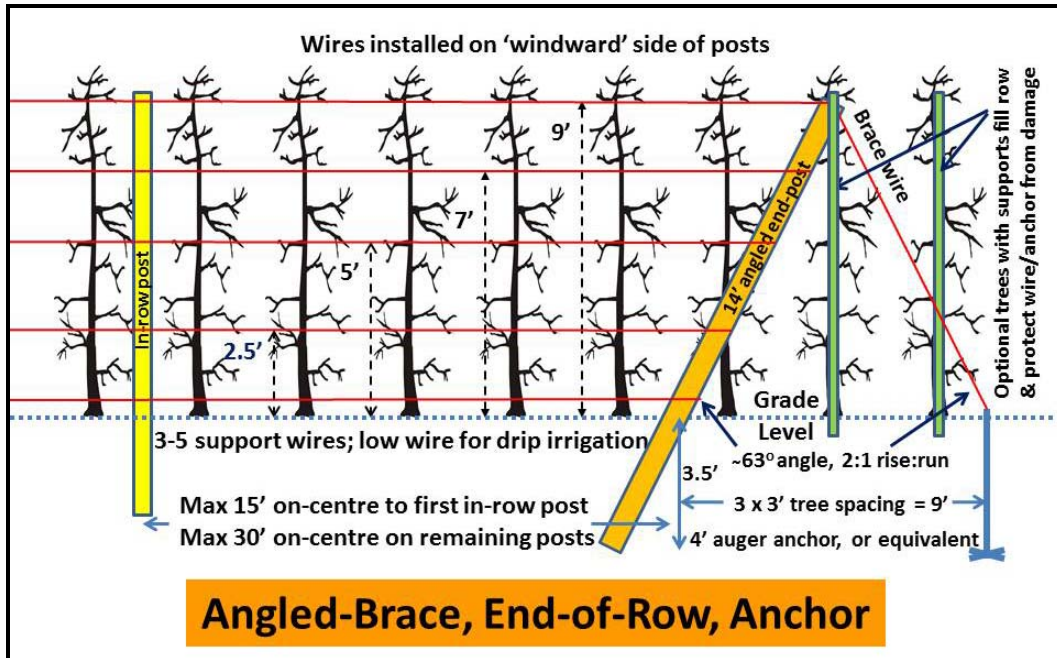 Wires installed on ‘windward’ side of posts
9’
7’
5’
2.5’
In-row post
14’ angled end-post
Brace wire
Optional trees with supports fill row
& protect wire/anchor from damage
Grade
Level
3-5 support wires; low wire for drip irrigation
~63° angle, 2:1 rise:run
3.5’
Max 15’ on-centre to first in-row post
3 x 3’ tree spacing = 9’
Max 30’ on-centre on remaining posts
4’ auger anchor, or equivalent
Angled-Brace, End-of-Row, Anchor